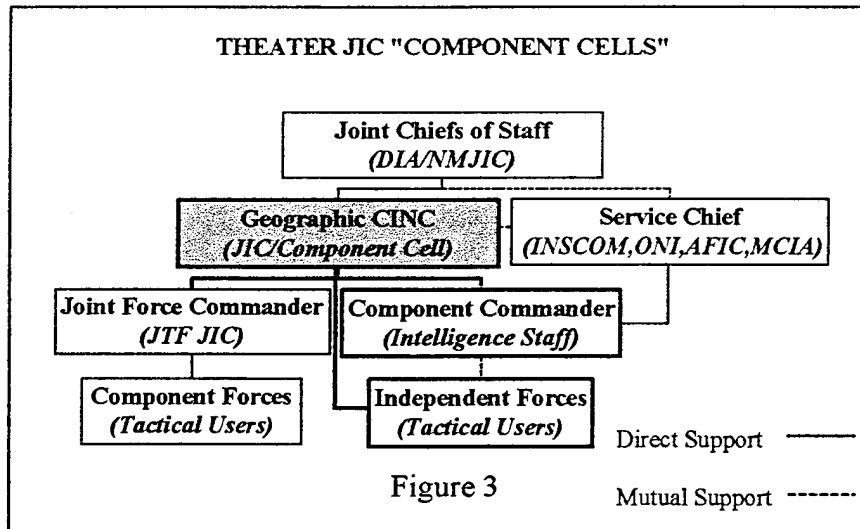 THEATER JIC "COMPONENT CELLS"
Joint Chiefs of Staff
(DIA/NMJIC)
Geographic CINC
(JIC/Component Cell)
Service Chief
(INSCOM,ONI,AFIC,MCIA)
Joint Force Commander
(JTF JIC)
Component Commander
(Intelligence Staff)
Component Forces
(Tactical Users)
Independent Forces
(Tactical Users)
Direct Support
Mutual Support
Figure 3